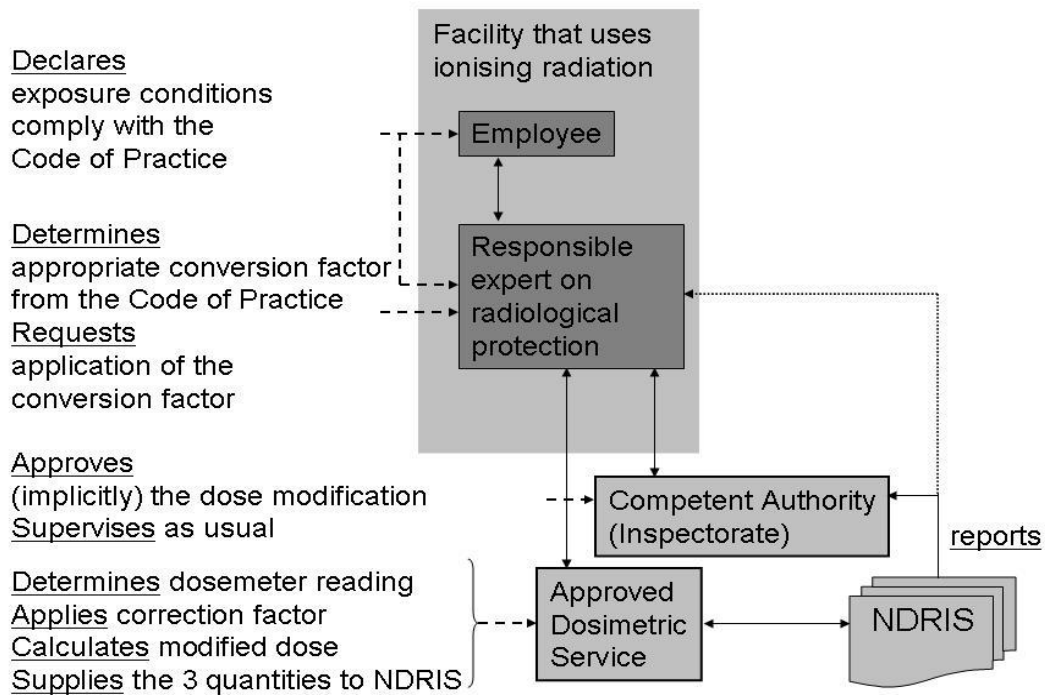 Declares
exposure conditions
comply with the
Code of Practice
Determines
appropriate conversion factor
from the Code of Practice
Requests
application of the
conversion factor
Approves
(implicitly) the dose modification
Supervises as usual
Determines dosemeter reading
Applies correction factor
Calculates modified dose
Supplies the 3 quantities to NDRIS
Facility that uses
ionising radiation
Employee
Responsible
expert on
radiological
protection
Competent Authority
(Inspectorate)
Approved
Dosimetric
Service
reports
NDRIS